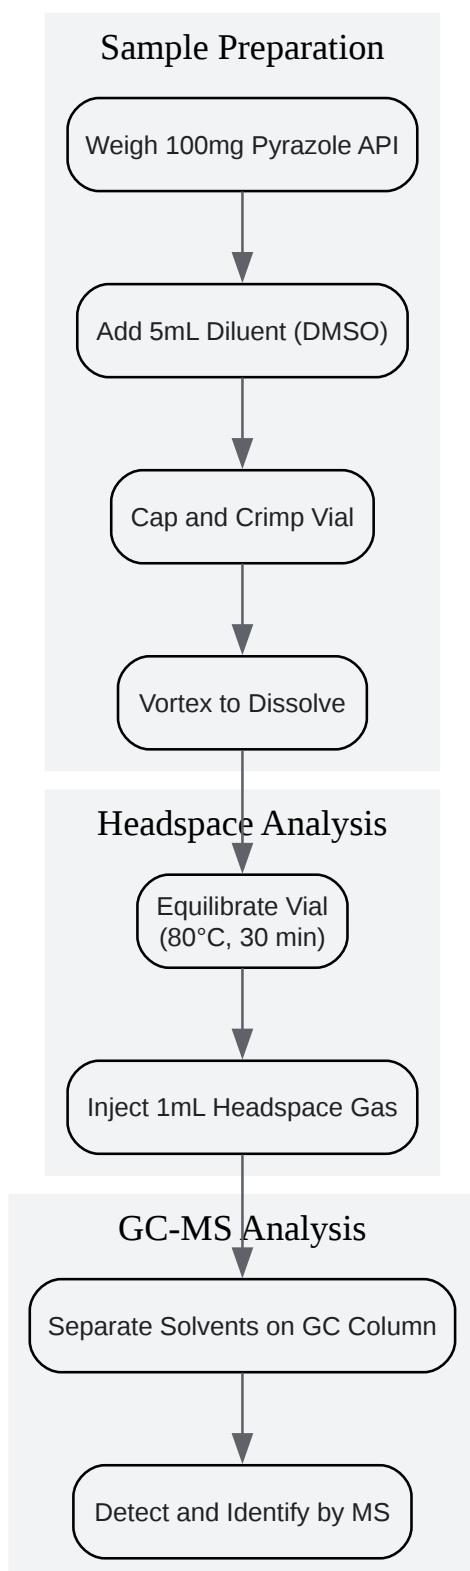 Sample Preparation
Weigh 100mg Pyrazole API
Add 5mL Diluent (DMSO)
Cap and Crimp Vial
Vortex to Dissolve
Headspace Analysis
Equilibrate Vial
(80°C, 30 min)
Inject 1mL Headspace Gas
GC-MS Analysis
Separate Solvents on GC Column
Detect and Identify by MS